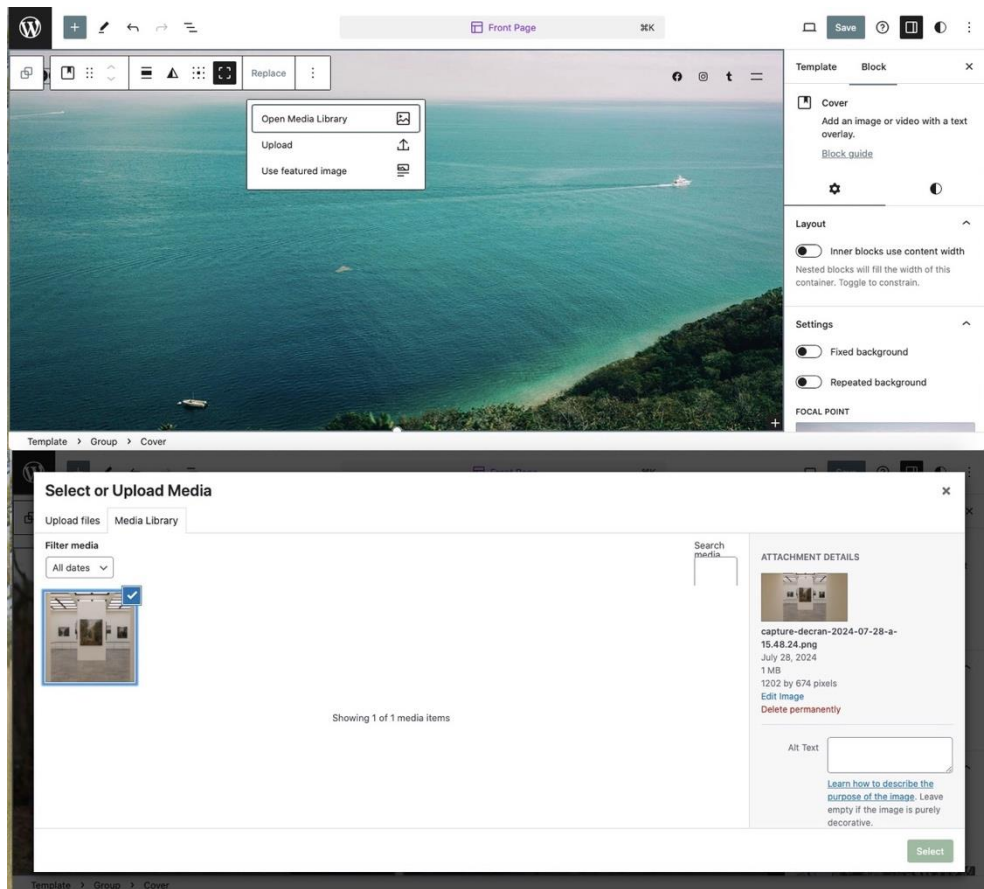 Front Page ⌘K
Save
Replace
Open Media Library
Upload
Use featured image
Template Block
Cover
Add an image or video with a text
overlay.
Block guide
Layout
Inner blocks use content width
Nested blocks will fill the width of this
container. Toggle to constrain.
Settings
Fixed background
Repeated background
FOCAL POINT
Template > Group > Cover
Front Page ⌘K
Save
Select or Upload Media
Upload files Media Library
Filter media
All dates
Search
media
Showing 1 of 1 media items
ATTACHMENT DETAILS
capture-decran-2024-07-28-a-
15.48.24.png
July 28, 2024
1 MB
1202 by 674 pixels
Edit Image
Delete permanently
Alt Text
Learn how to describe the
purpose of the image. Leave
empty if the image is purely
decorative.
Select
Template > Group > Cover